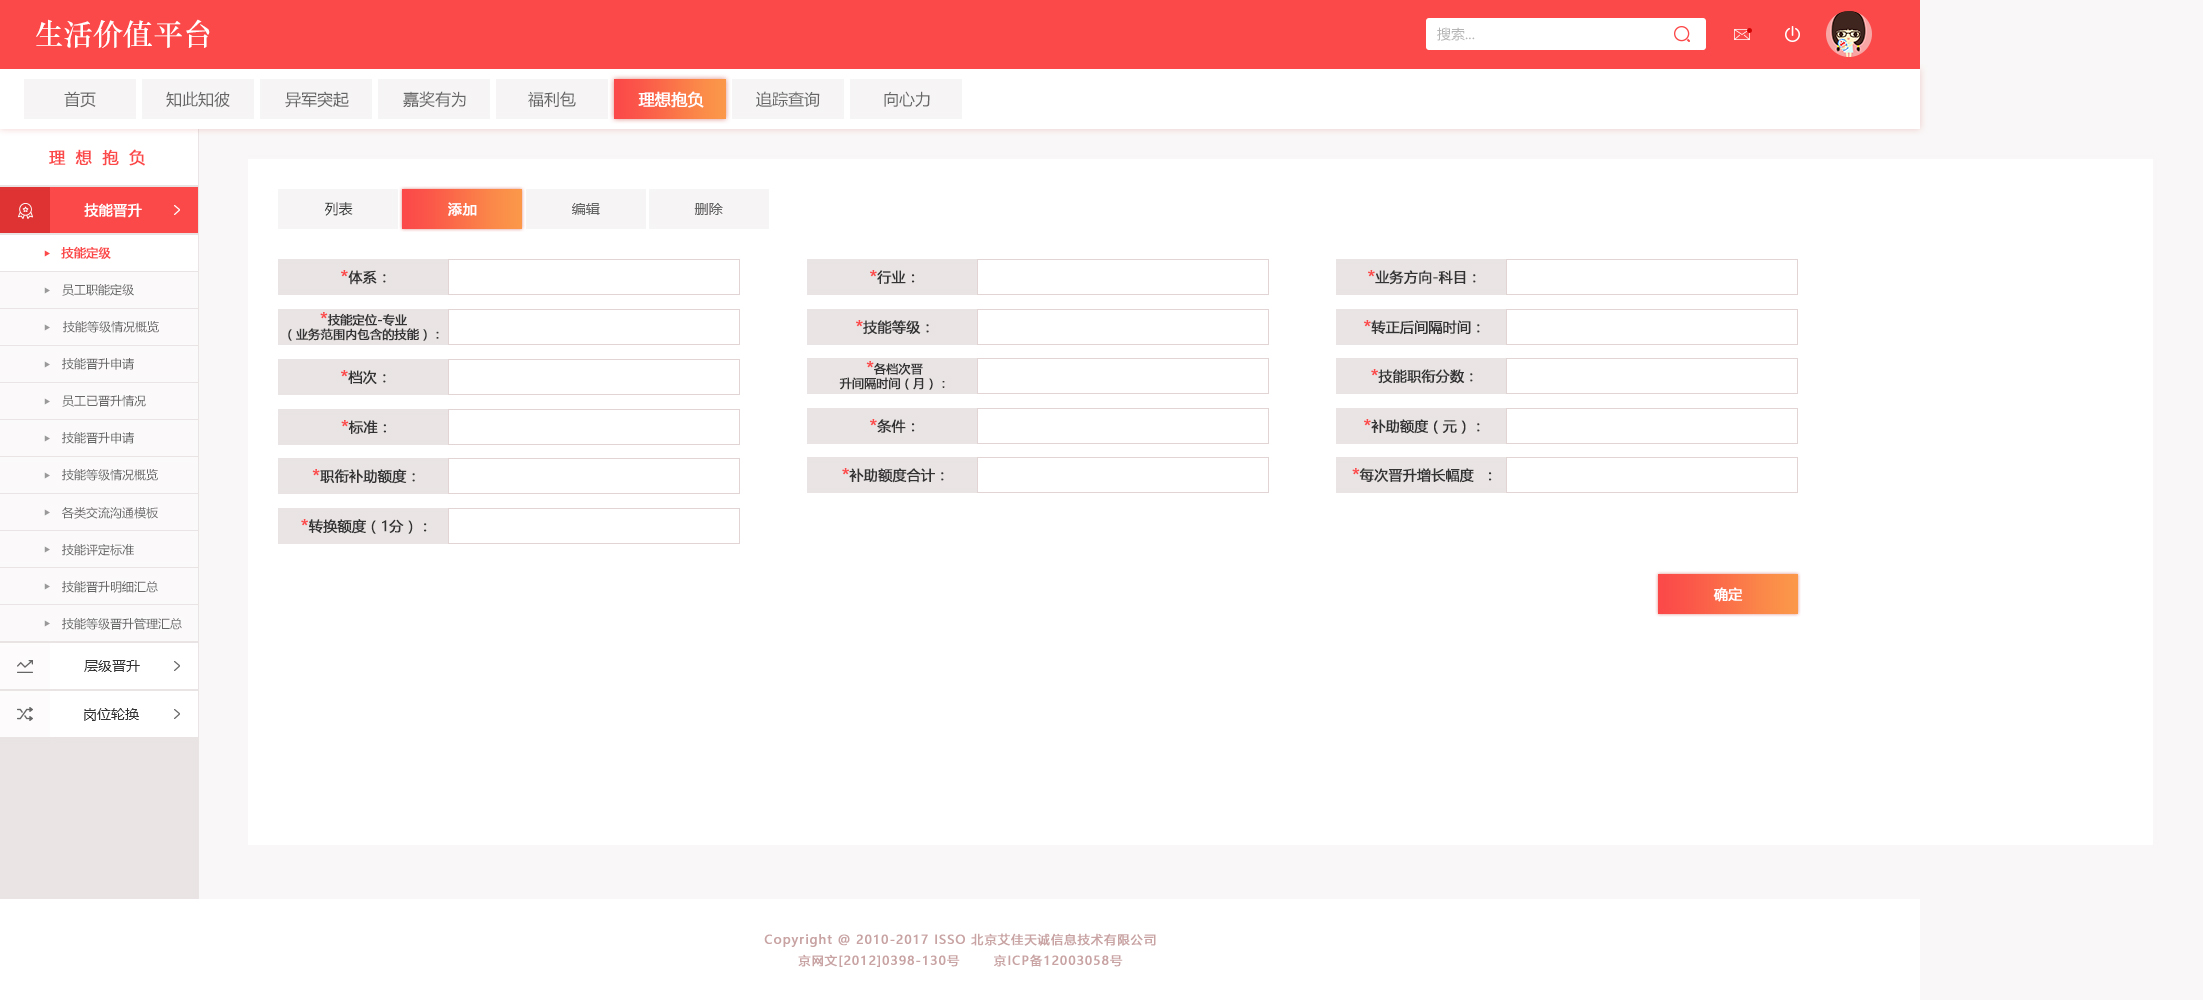 生活价值平台
搜索...
首页
知此知彼
异军突起
嘉奖有为
福利包
理想抱负
追踪查询
向心力
理想抱负
技能晋升
技能定级
员工职能定级
技能等级情况概览
技能晋升申请
员工已晋升情况
技能晋升申请
技能等级情况概览
各类交流沟通模板
技能评定标准
技能晋升明细汇总
技能等级晋升管理汇总
层级晋升
岗位轮换
列表
添加
编辑
删除
*体系：
*行业：
*业务方向-科目：
*技能定位-专业
（业务范围内包含的技能）：
*技能等级：
*转正后间隔时间：
*档次：
*各档次晋
升间隔时间（月）：
*技能职衔分数：
*标准：
*条件：
*补助额度（元）：
*职衔补助额度：
*补助额度合计：
*每次晋升增长幅度 ：
*转换额度（1分）：
确定
Copyright @ 2010-2017 ISSO 北京艾佳天诚信息技术有限公司
京网文[2012]0398-130号 京ICP备12003058号